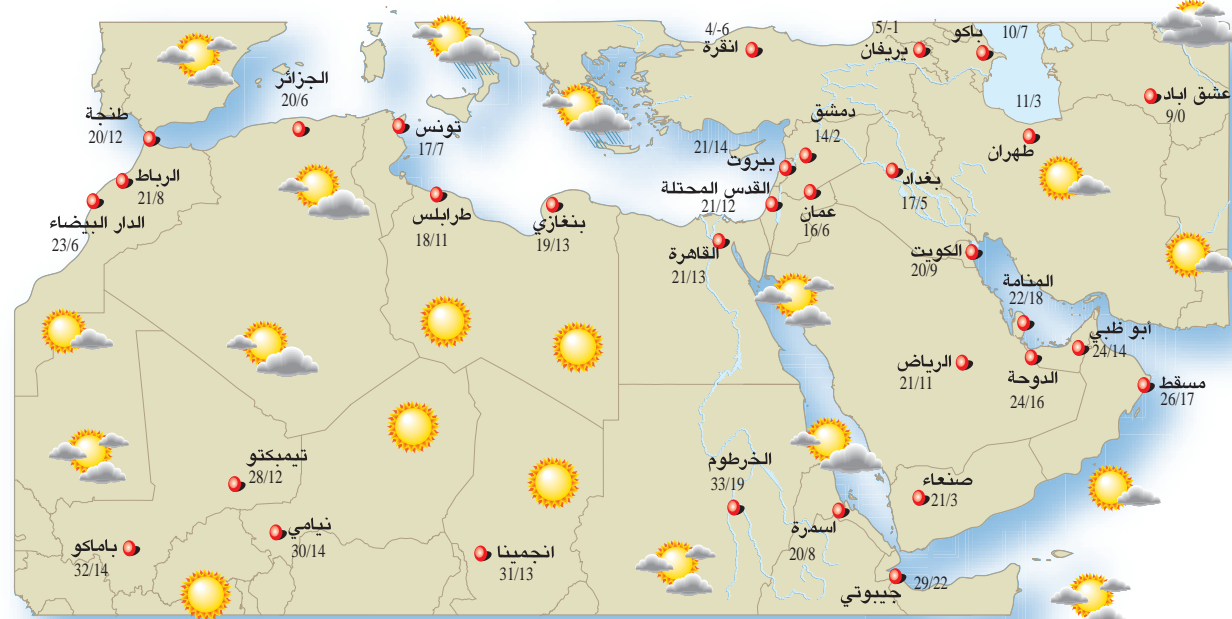 4/-6
انقرة
5/-1
يريفان
باكو
10/7
عشق اباد
9/0
11/3
طهران
الجزائر
20/6
طنجة
20/12
تونس
17/7
دمشق
14/2
21/14
بيروت
بغداد
17/5
الرباط
21/8
القدس المحتلة
21/12
عمان
16/6
الدار البيضاء
23/6
طرابلس
18/11
بنغازي
19/13
القاهرة
21/13
الكويت
20/9
المنامة
22/18
أبو ظبي
24/14
الرياض
21/11
الدوحة
24/16
مسقط
26/17
تيمبكتو
28/12
الخرطوم
33/19
صنعاء
21/3
نيامي
30/14
باماكو
32/14
انجمينا
31/13
اسمرة
20/8
29/22
جيبوتي